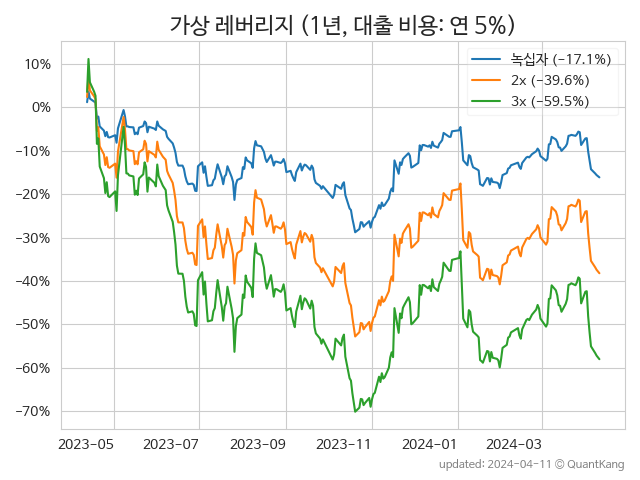 가상 레버리지 (1년, 대출 비용: 연 5%)
녹십자 (−17.1%)
2x (−39.6%)
3x (−59.5%)
10%
0%
−10%
−20%
−30%
−40%
−50%
−60%
−70%
2023-05 2023-07 2023-09 2023-11 2024-01 2024-03
updated: 2024-04-11 © QuantKang